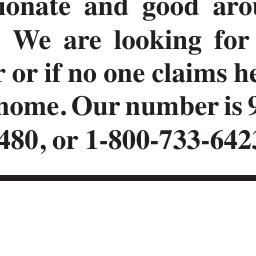 ionate and good arou
We are looking for
r or if no one claims he
home. Our number is 9
480, or 1-800-733-6423